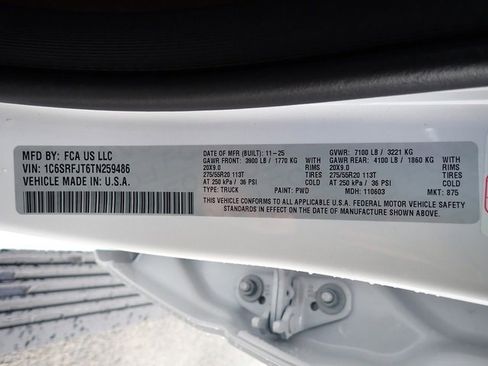 MFD BY: FCA US LLC
VIN: 1C6SRFJT6TN259486
VEHICLE MADE IN U.S.A.
DATE OF MFR (BUILT): 11-25
GAWR FRONT: 3900 LB / 1770 KG
20X9.0 RIMS
275/55R20 113T TIRES
AT 250 kPa / 36 PSI
TYPE: TRUCK PAINT: PWD
GVWR: 7100 LB / 3221 KG
GAWR REAR: 4100 LB / 1860 KG
20X9.0 RIMS
275/55R20 113T TIRES
AT 250 kPa / 36 PSI
MDH: 110603 MKT: 875
THIS VEHICLE CONFORMS TO ALL APPLICABLE U.S.A. FEDERAL MOTOR VEHICLE SAFETY
STANDARDS IN EFFECT ON THE DATE OF MANUFACTURE SHOWN ABOVE.